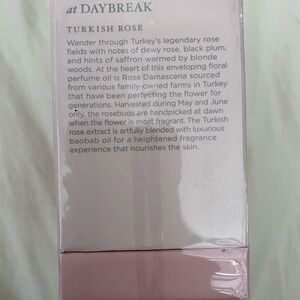 at DAYBREAK
TURKISH ROSE
Wander through Turkey's legendary rose
fields with notes of dewy rose, black plum,
and hints of saffron warmed by blonde
woods. At the heart of this enveloping floral
perfume oil is Rosa Damascena sourced
from various family-owned farms in Turkey
that have been perfecting the flower for
generations. Harvested during May and June
only, the rosebuds are handpicked at dawn
when the flower is most fragrant. The Turkish
rose extract is artfully blended with luxurious
baobab oil for a heightened fragrance
experience that nourishes the skin.